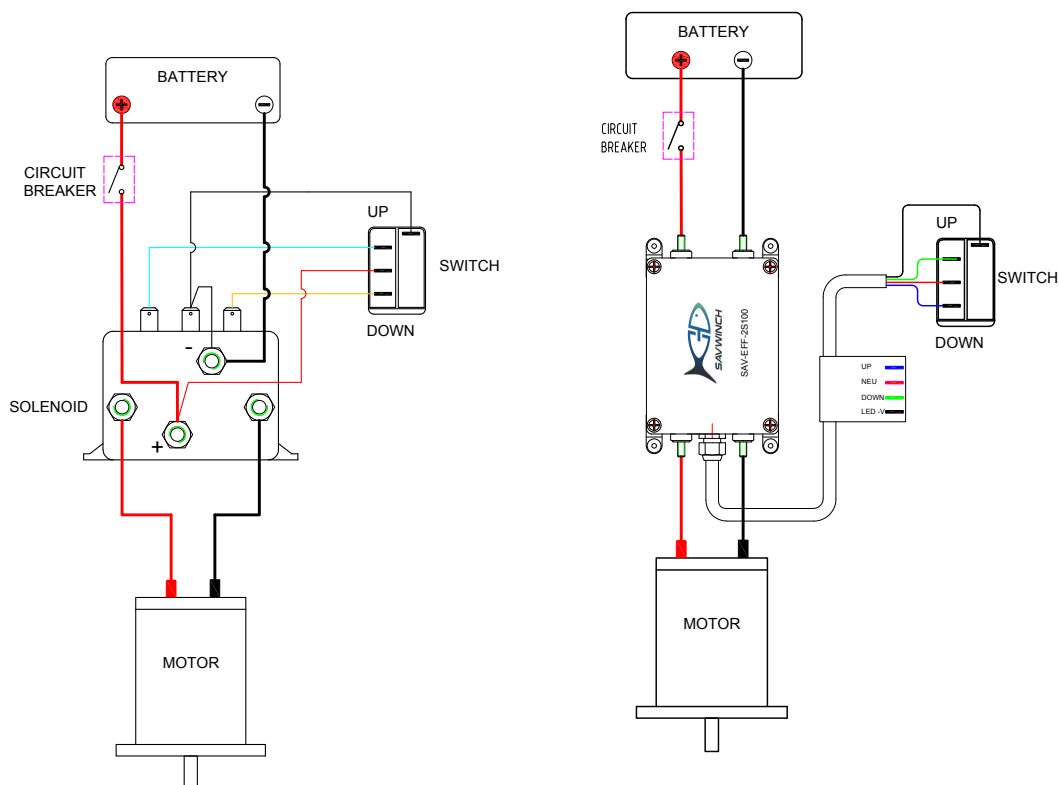 BATTERY
CIRCUIT
BREAKER
UP
SWITCH
DOWN
-
SOLENOID
+
MOTOR
BATTERY
CIRCUIT
BREAKER
UP
SWITCH
DOWN
SAVWINCH
SAV-EFF-2S100
UP
NEU
DOWN
LED -V
MOTOR